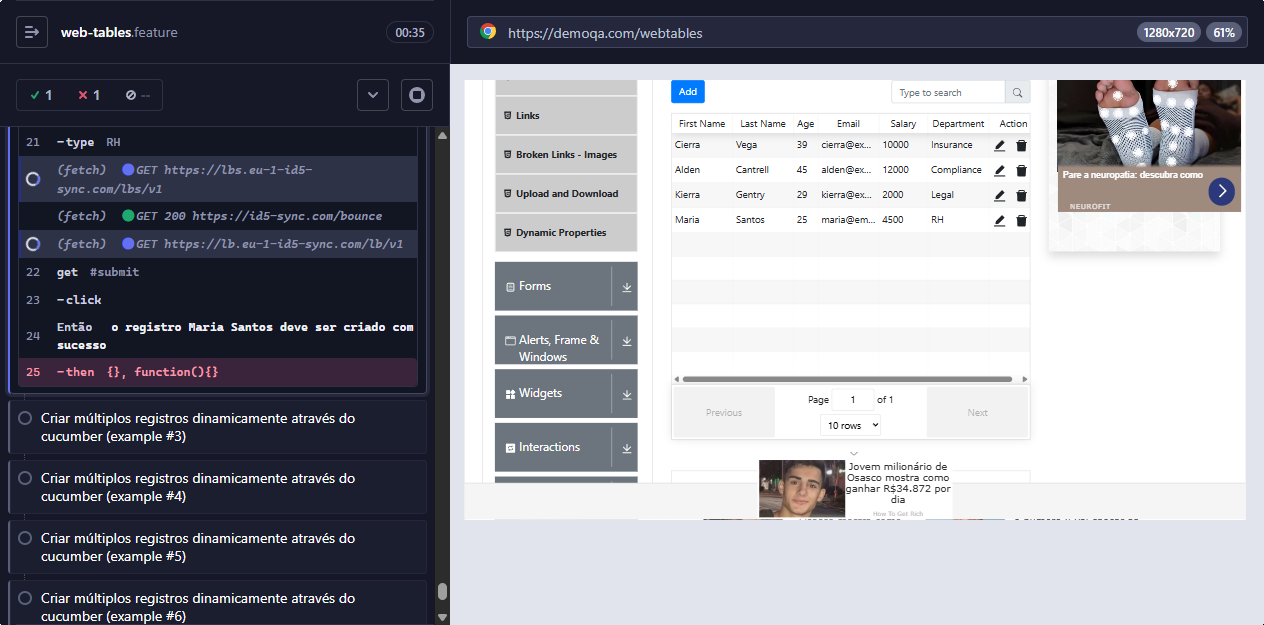 web-tables.feature
00:35
1
1
--
21 -type RH
(fetch) GET https://lbs.eu-1-id5-
sync.com/lbs/v1
(fetch) GET 200 https://id5-sync.com/bounce
(fetch) GET https://lb.eu-1-id5-sync.com/lb/v1
22 get #submit
23 -click
24 Então o registro Maria Santos deve ser criado com
sucesso
25 -then {}, function(){}
Criar múltiplos registros dinamicamente através do
cucumber (example #3)
Criar múltiplos registros dinamicamente através do
cucumber (example #4)
Criar múltiplos registros dinamicamente através do
cucumber (example #5)
Criar múltiplos registros dinamicamente através do
cucumber (example #6)
https://demoqa.com/webtables
1280x720
61%
Links
Broken Links - Images
Upload and Download
Dynamic Properties
Forms
Alerts, Frame &
Windows
Widgets
Interactions
Add
Type to search
First Name Last Name Age Email Salary Department Action
Cierra Vega 39 cierra@ex... 10000 Insurance
Alden Cantrell 45 alden@ex... 12000 Compliance
Kierra Gentry 29 kierra@ex... 2000 Legal
Maria Santos 25 maria@em... 4500 RH
Previous
Page 1 of 1
10 rows
Next
Pare a neuropatia: descubra como
NEUROFIT
Jovem milionário de
Osasco mostra como
ganhar R$34.872 por
dia
How To Get Rich